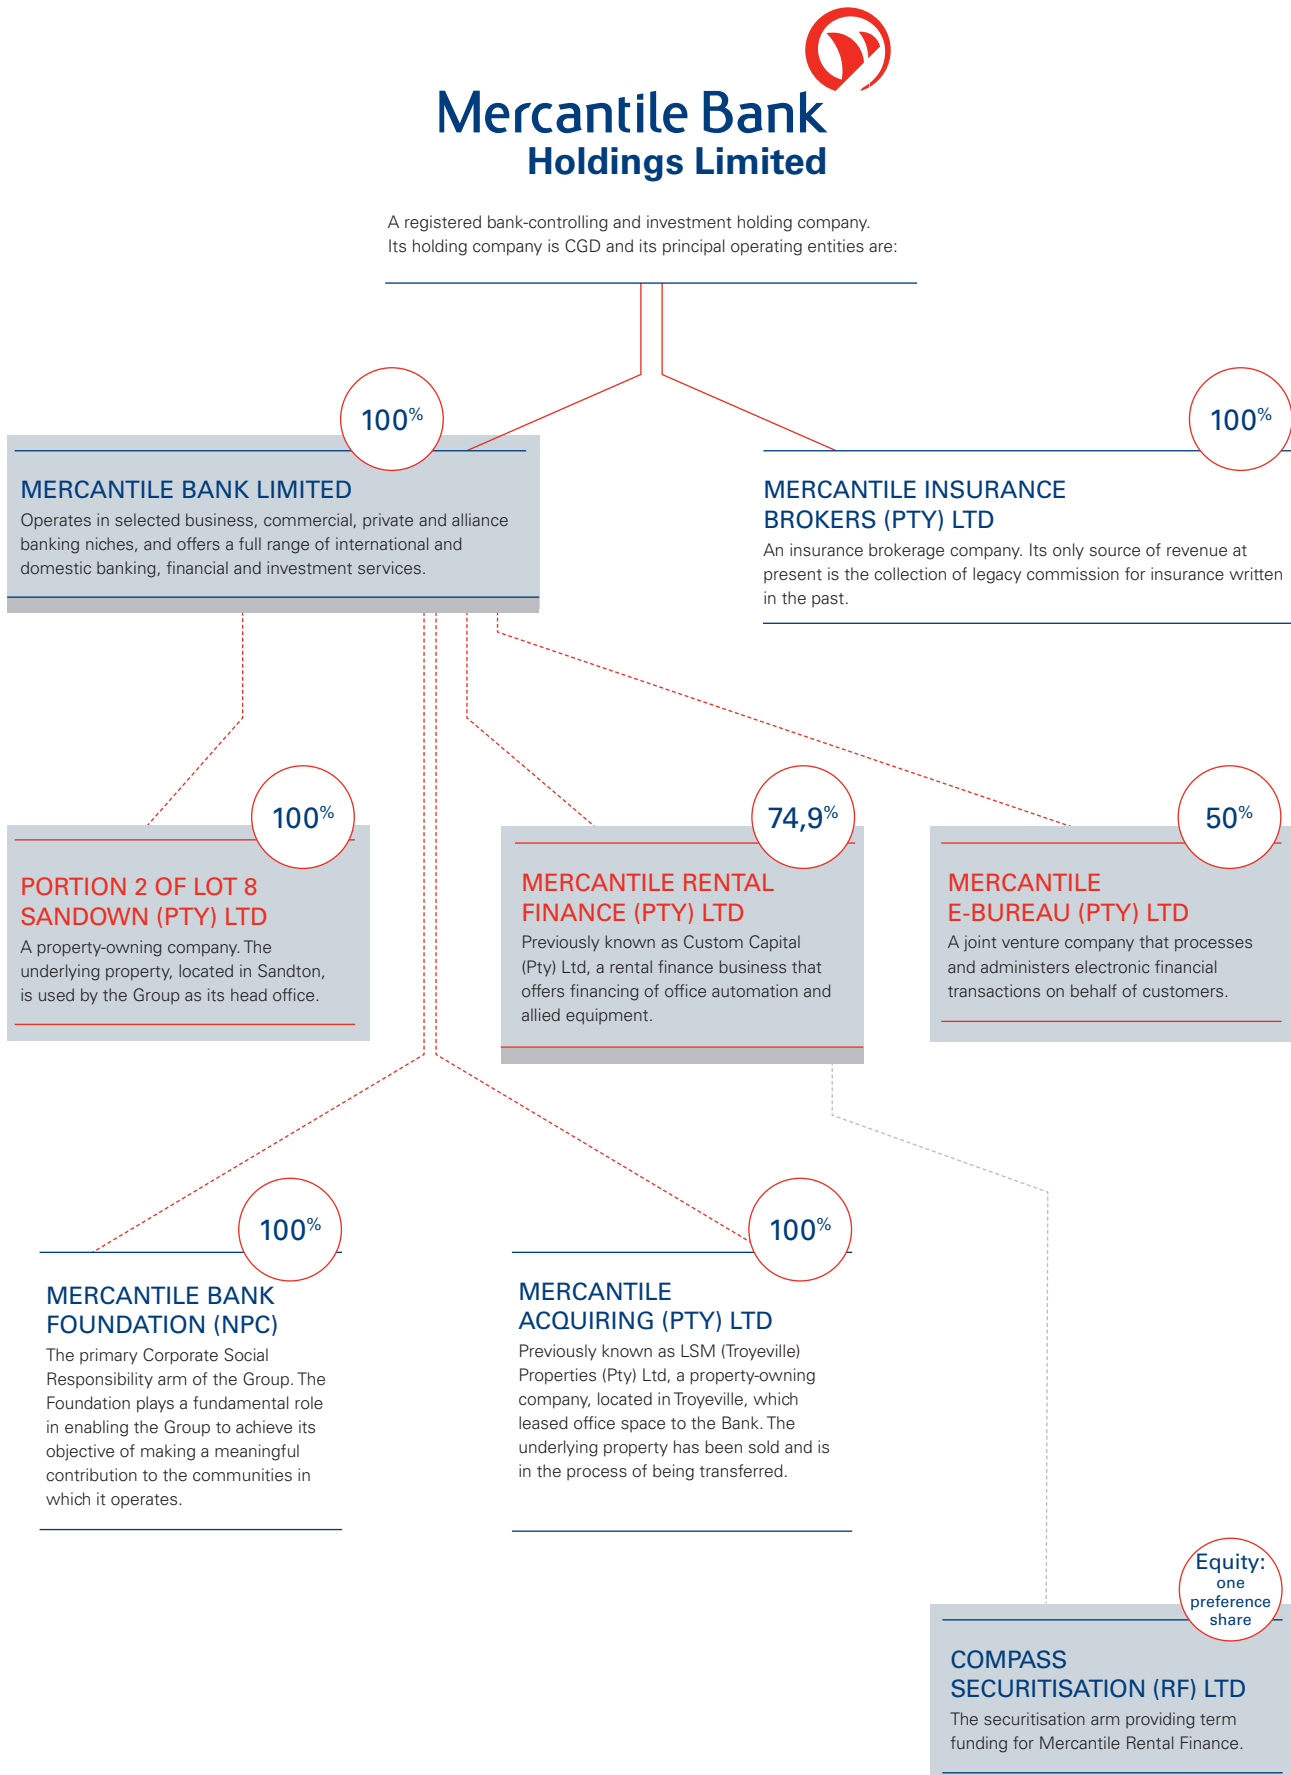 Mercantile Bank
Holdings Limited
A registered bank-controlling and investment holding company.
Its holding company is CGD and its principal operating entities are:
100%
MERCANTILE BANK LIMITED
Operates in selected business, commercial, private and alliance
banking niches, and offers a full range of international and
domestic banking, financial and investment services.
100%
MERCANTILE INSURANCE
BROKERS (PTY) LTD
An insurance brokerage company. Its only source of revenue at
present is the collection of legacy commission for insurance written
in the past.
100%
PORTION 2 OF LOT 8
SANDOWN (PTY) LTD
A property-owning company. The
underlying property, located in Sandton,
is used by the Group as its head office.
74,9%
MERCANTILE RENTAL
FINANCE (PTY) LTD
Previously known as Custom Capital
(Pty) Ltd, a rental finance business that
offers financing of office automation and
allied equipment.
50%
MERCANTILE
E-BUREAU (PTY) LTD
A joint venture company that processes
and administers electronic financial
transactions on behalf of customers.
100%
MERCANTILE BANK
FOUNDATION (NPC)
The primary Corporate Social
Responsibility arm of the Group. The
Foundation plays a fundamental role
in enabling the Group to achieve its
objective of making a meaningful
contribution to the communities in
which it operates.
100%
MERCANTILE
ACQUIRING (PTY) LTD
Previously known as LSM (Troyeville)
Properties (Pty) Ltd, a property-owning
company, located in Troyeville, which
leased office space to the Bank. The
underlying property has been sold and is
in the process of being transferred.
Equity:
one
preference
share
COMPASS
SECURITISATION (RF) LTD
The securitisation arm providing term
funding for Mercantile Rental Finance.